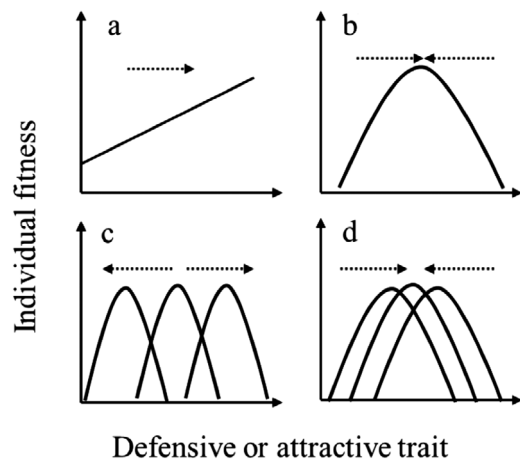 a
b
Individual fitness
c
d
Defensive or attractive trait